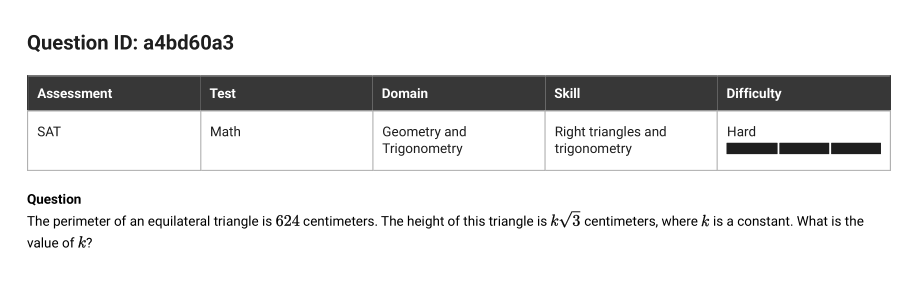 Question ID: a4bd60a3
Assessment Test Domain Skill Difficulty
SAT Math Geometry and Right triangles and Hard
Trigonometry trigonometry
Question
The perimeter of an equilateral triangle is 624 centimeters. The height of this triangle is k√3 centimeters, where k is a constant. What is the
value of k?